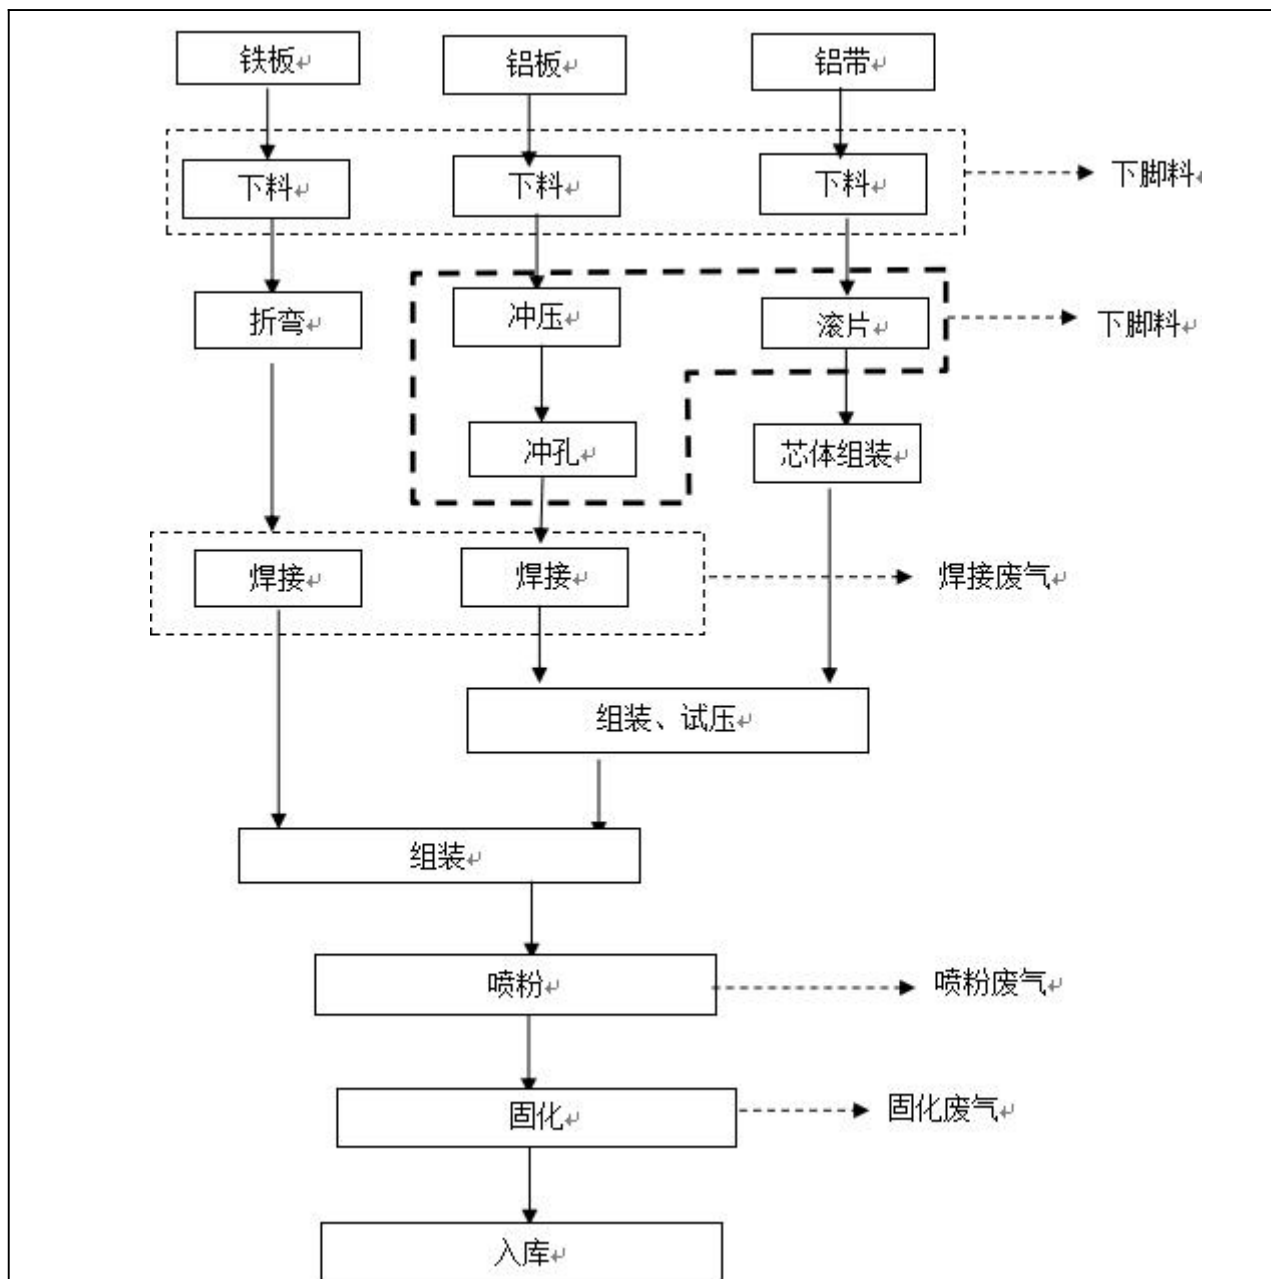 铁板
铝板
铝带
下料
下料
下料
下脚料
折弯
冲压
滚片
下脚料
冲孔
芯体组装
焊接
焊接
焊接废气
组装、试压
组装
喷粉
喷粉废气
固化
固化废气
入库